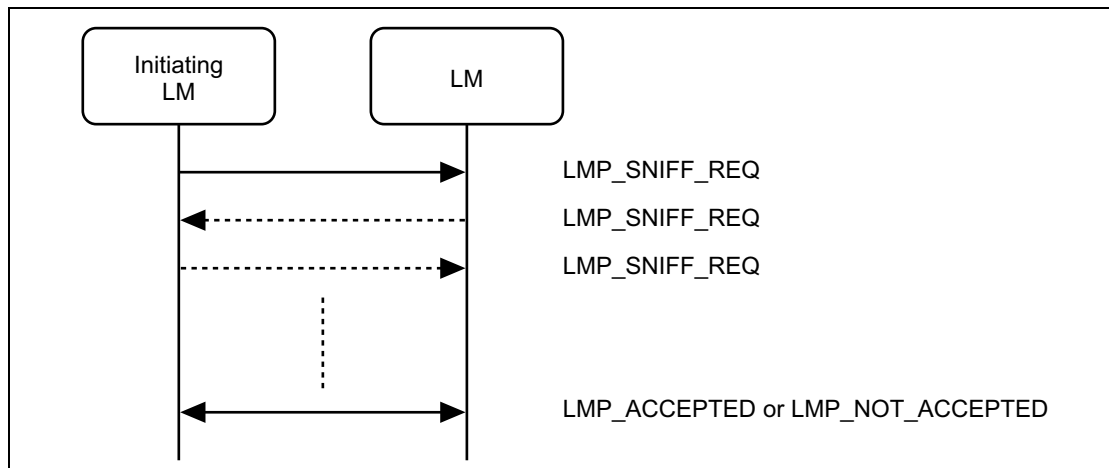 Initiating
LM
LM
LMP_SNIFF_REQ
LMP_SNIFF_REQ
LMP_SNIFF_REQ
LMP_ACCEPTED or LMP_NOT_ACCEPTED